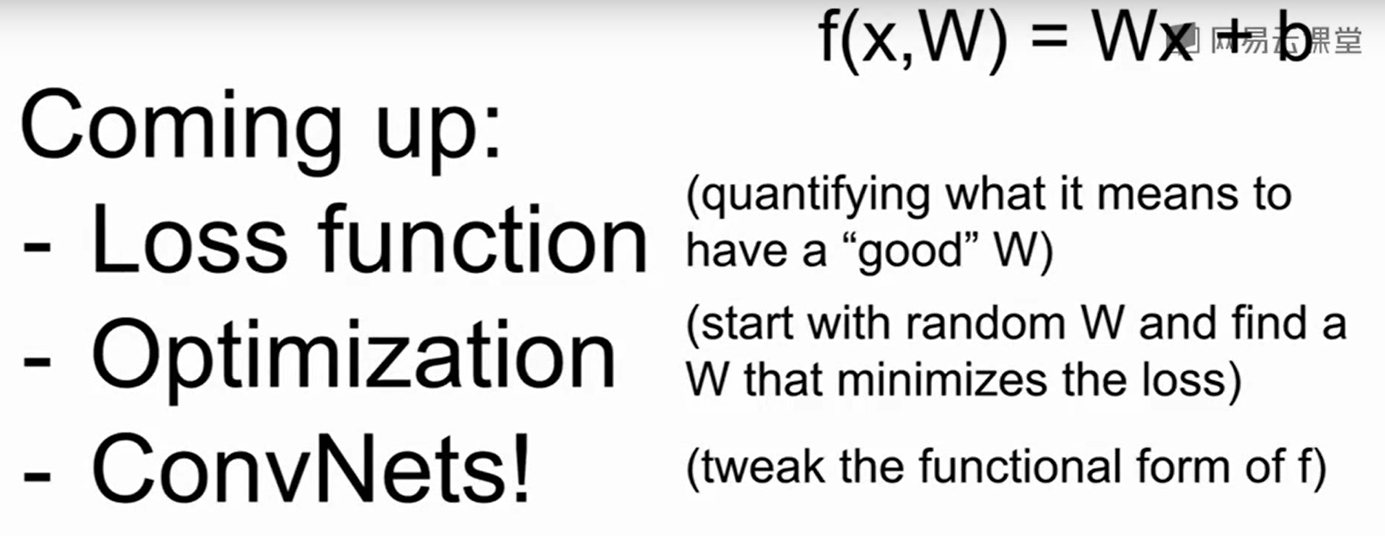 f(x,W) = Wx + b
网易云课堂
Coming up:
- Loss function
(quantifying what it means to
have a “good” W)
- Optimization
(start with random W and find a
W that minimizes the loss)
- ConvNets!
(tweak the functional form of f)